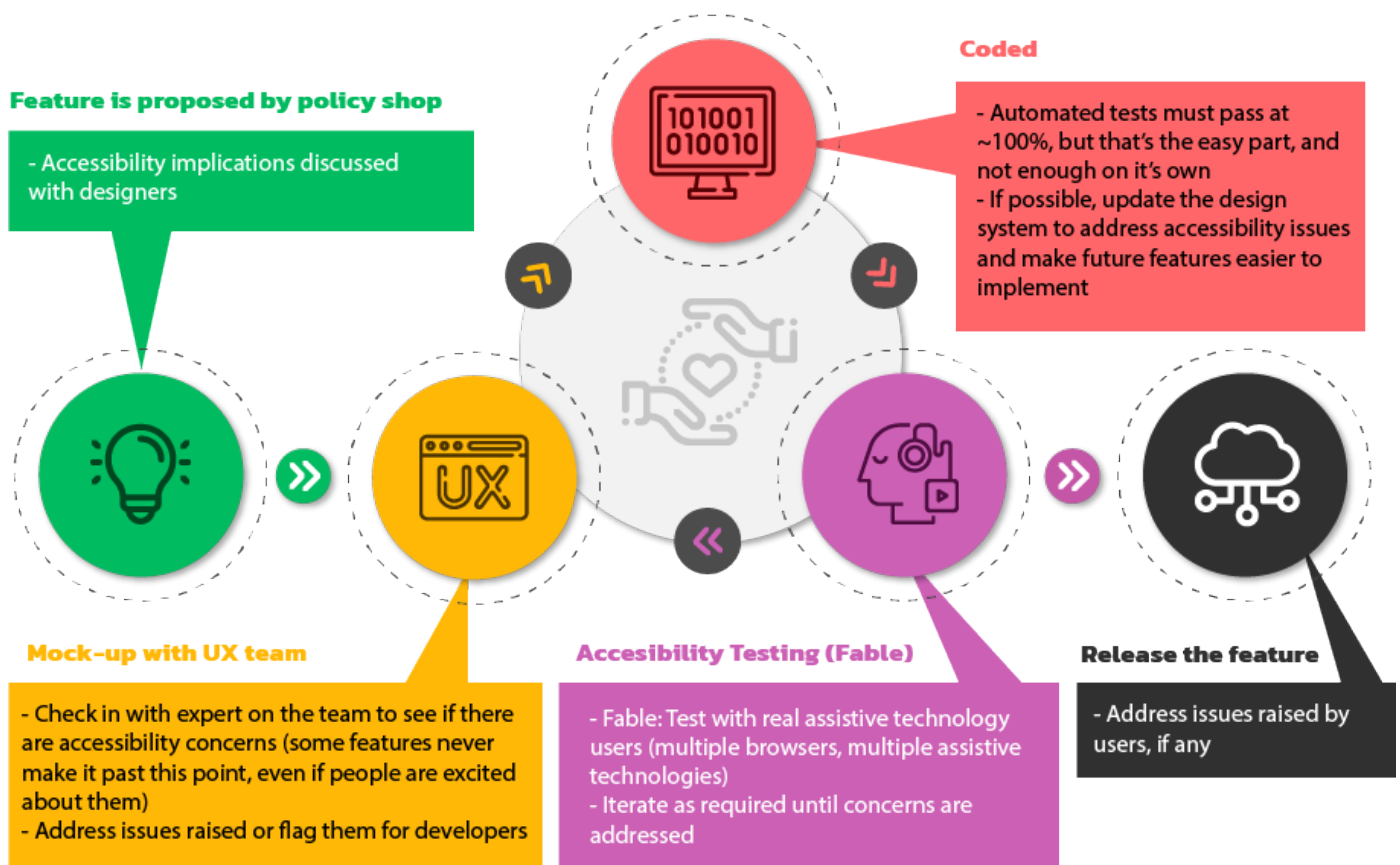 Feature is proposed by policy shop
- Accessibility implications discussed
with designers
101001
010010
Coded
- Automated tests must pass at
~100%, but that's the easy part, and
not enough on it's own
- If possible, update the design
system to address accessibility issues
and make future features easier to
implement
UX
Mock-up with UX team
- Check in with expert on the team to see if there
are accessibility concerns (some features never
make it past this point, even if people are excited
about them)
- Address issues raised or flag them for developers
Accesibility Testing (Fable)
- Fable: Test with real assistive technology
users (multiple browsers, multiple assistive
technologies)
- Iterate as required until concerns are
addressed
Release the feature
- Address issues raised by
users, if any